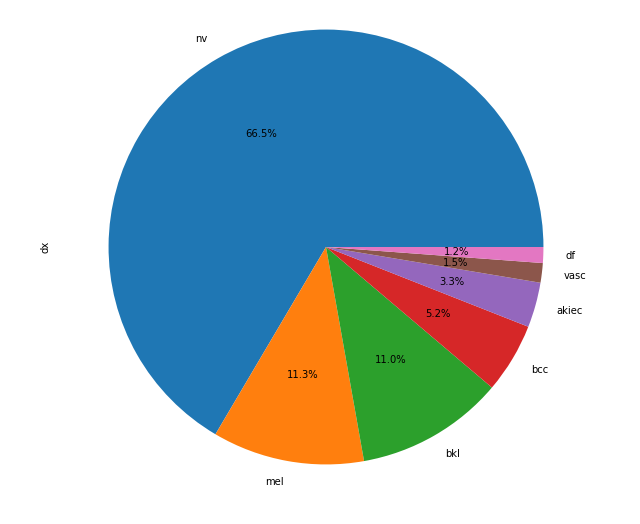 nv
66.5%
dx
1.2%
df
1.5%
vasc
3.3%
akiec
5.2%
bcc
11.0%
11.3%
bkl
mel